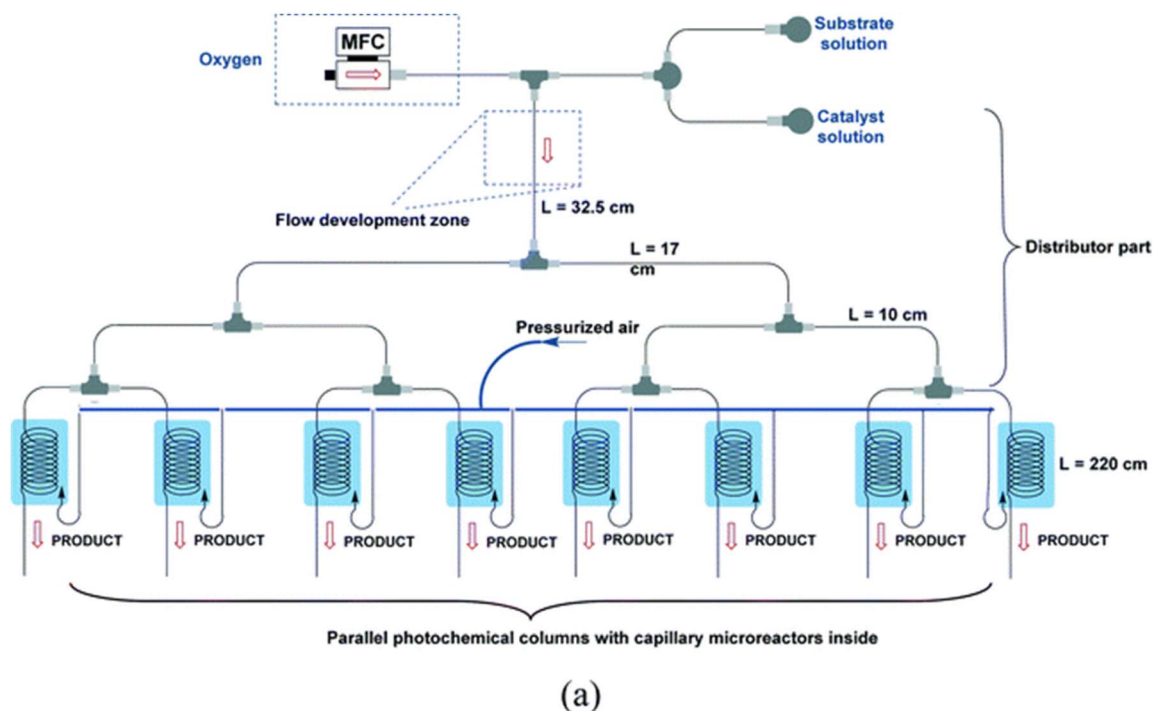 MFC
Oxygen
Substrate
solution
Catalyst
solution
L = 32.5 cm
Flow development zone
L = 17
cm
Distributor part
L = 10 cm
Pressurized air
L = 220 cm
PRODUCT
PRODUCT
PRODUCT
PRODUCT
PRODUCT
PRODUCT
PRODUCT
PRODUCT
Parallel photochemical columns with capillary microreactors inside
(a)